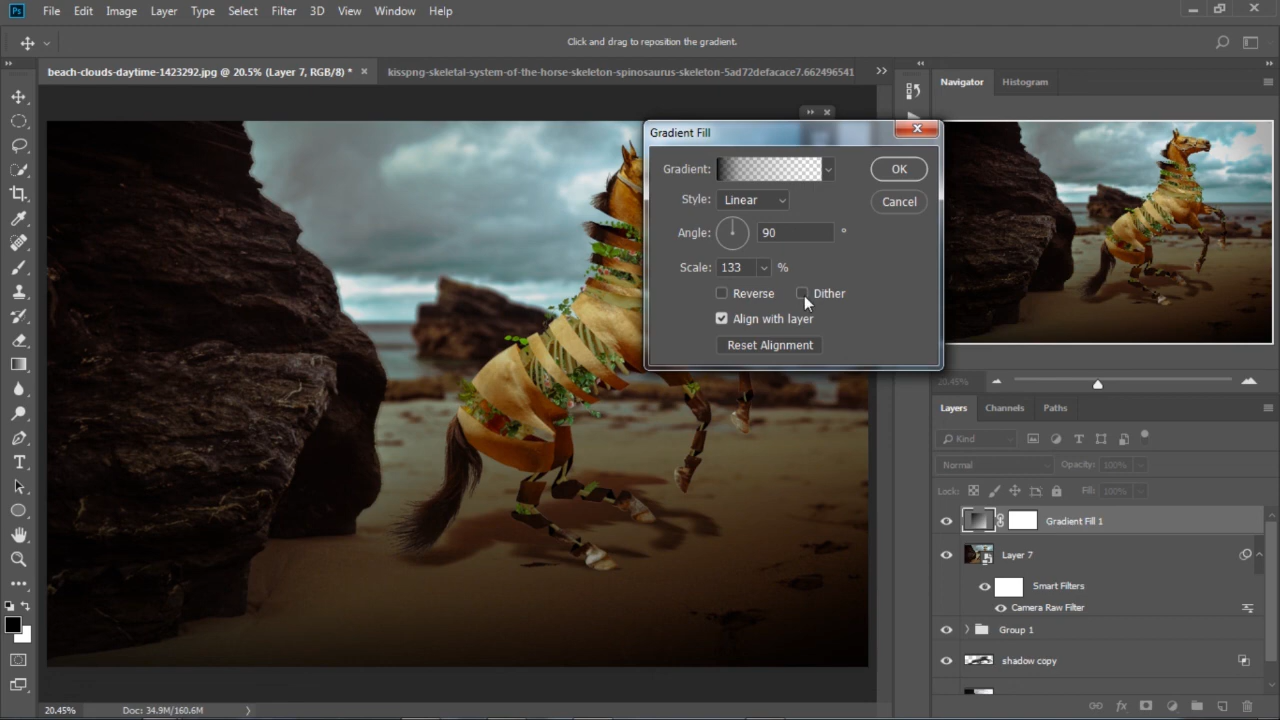 Ps File Edit Image Layer Type Select Filter 3D View Window Help
Click and drag to reposition the gradient.
beach-clouds-daytime-1423292.jpg @ 20.5% (Layer 7, RGB/8) * × kisspng-skeletal-system-of-the-horse-skeleton-spinosaurus-skeleton-5ad72defacace7.662496541
Navigator Histogram
Gradient Fill
Gradient:
OK
Style: Linear
Cancel
Angle: 90 °
Scale: 133 %
Reverse Dither
Align with layer
Reset Alignment
20.45%
Layers Channels Paths
Kind
Normal Opacity: 100%
Lock: Fill: 100%
Gradient Fill 1
Layer 7
Smart Filters
Camera Raw Filter
Group 1
shadow copy
fx
20.45% Doc: 34.9M/160.6M